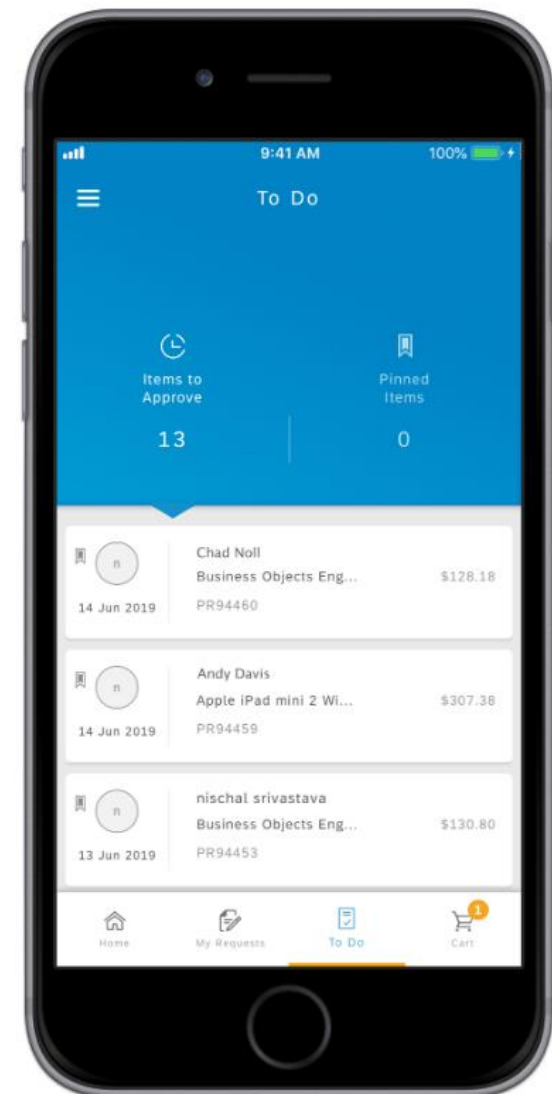 9:41 AM
100%
To Do
Items to
Approve
13
Pinned
Items
0
n
14 Jun 2019
Chad Noll
Business Objects Eng...
PR94460
$128.18
n
14 Jun 2019
Andy Davis
Apple iPad mini 2 Wi...
PR94459
$307.38
n
13 Jun 2019
nischal srivastava
Business Objects Eng...
PR94453
$130.80
Home
My Requests
To Do
1
Cart